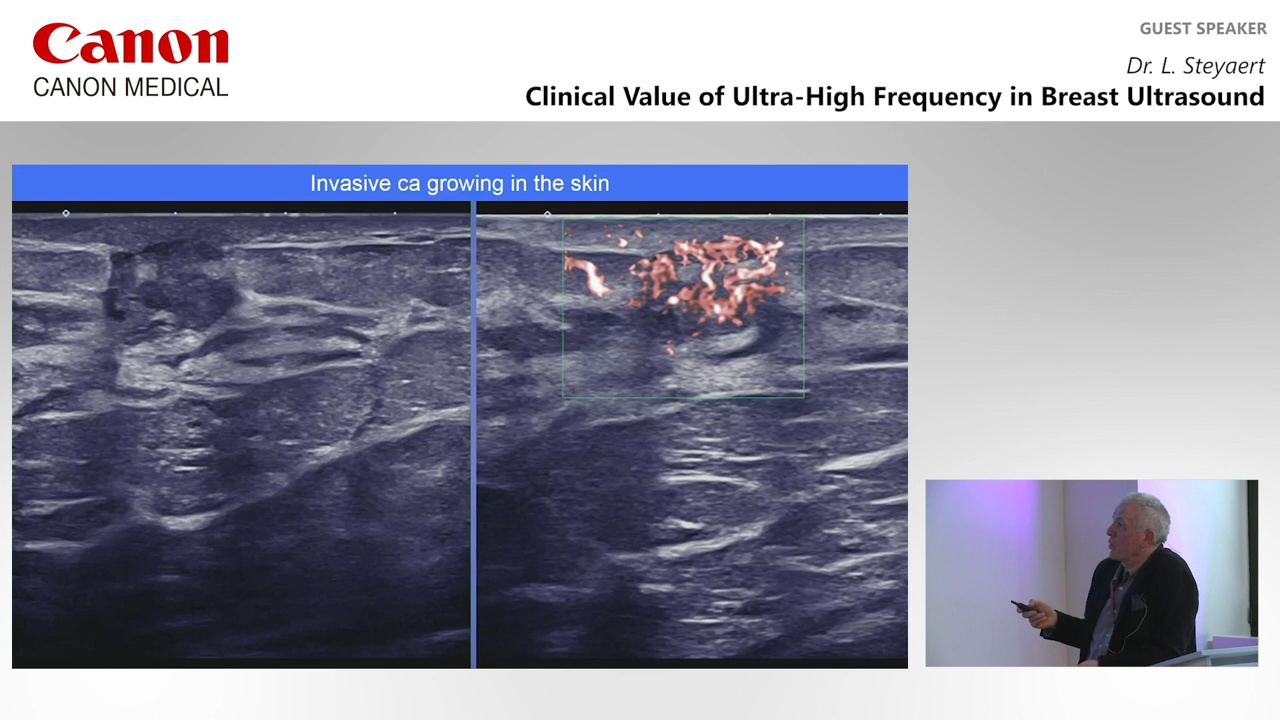 Canon
CANON MEDICAL
GUEST SPEAKER
Dr. L. Steyaert
Clinical Value of Ultra-High Frequency in Breast Ultrasound
Invasive ca growing in the skin